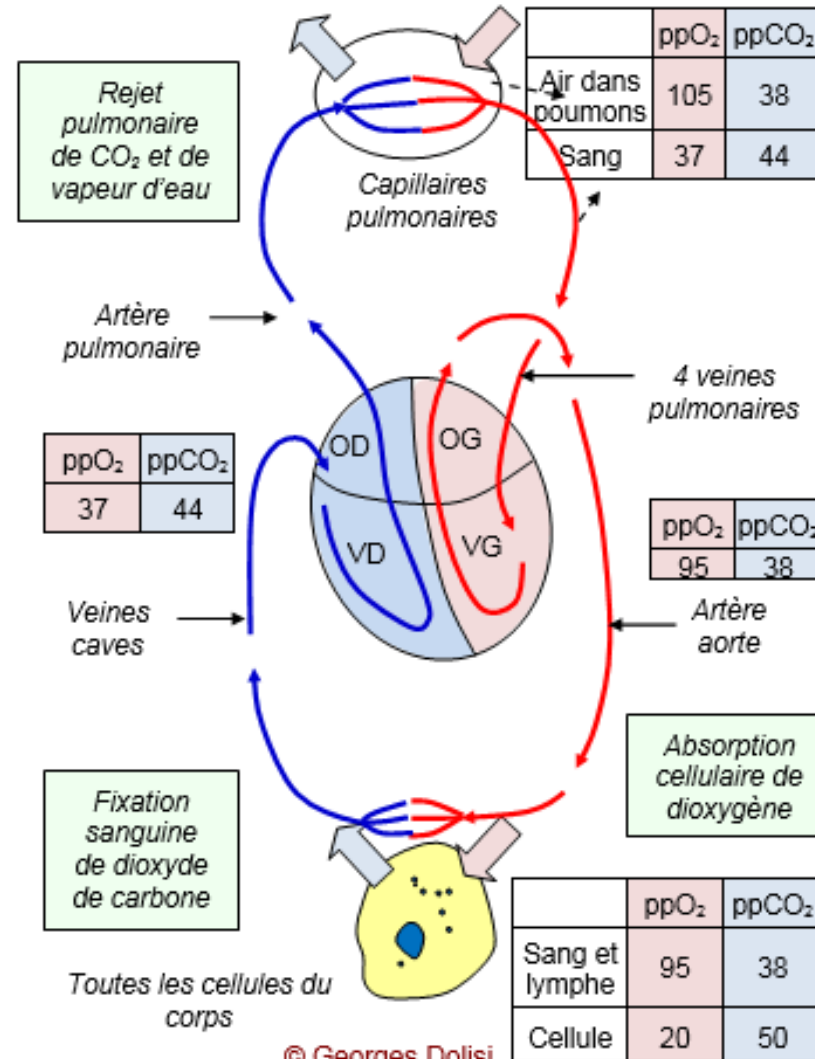 ppO₂ ppCO₂
Air dans
poumons
105 38
Sang 37 44
Rejet
pulmonaire
de CO₂ et de
vapeur d'eau
Capillaires
pulmonaires
Artère
pulmonaire
4 veines
pulmonaires
OD OG
VD VG
ppO₂ ppCO₂
37 44
ppO₂ ppCO₂
95 38
Veines
caves
Artère
aorte
Absorption
cellulaire de
dioxygène
Fixation
sanguine
de dioxyde
de carbone
Toutes les cellules du
corps
ppO₂ ppCO₂
Sang et
lymphe
95 38
Cellule 20 50
© Georges Dolisi